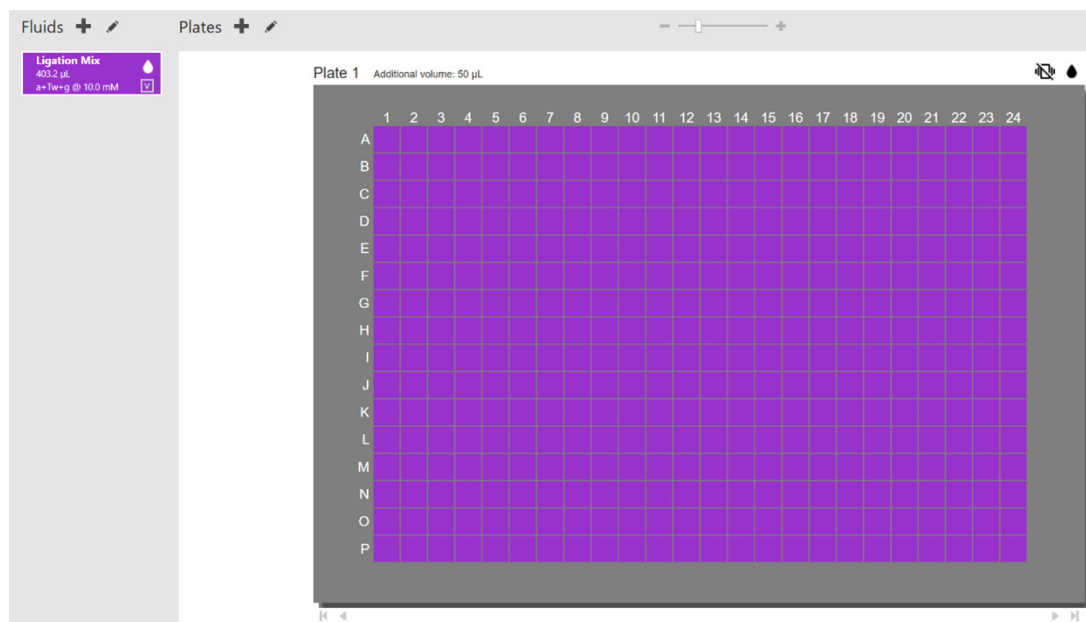 Fluids
Plates
Ligation Mix
403.2 µL
a+Tw+g @ 10.0 mM
V
Plate 1 Additional volume: 50 µL
1 2 3 4 5 6 7 8 9 10 11 12 13 14 15 16 17 18 19 20 21 22 23 24
A
B
C
D
E
F
G
H
I
J
K
L
M
N
O
P